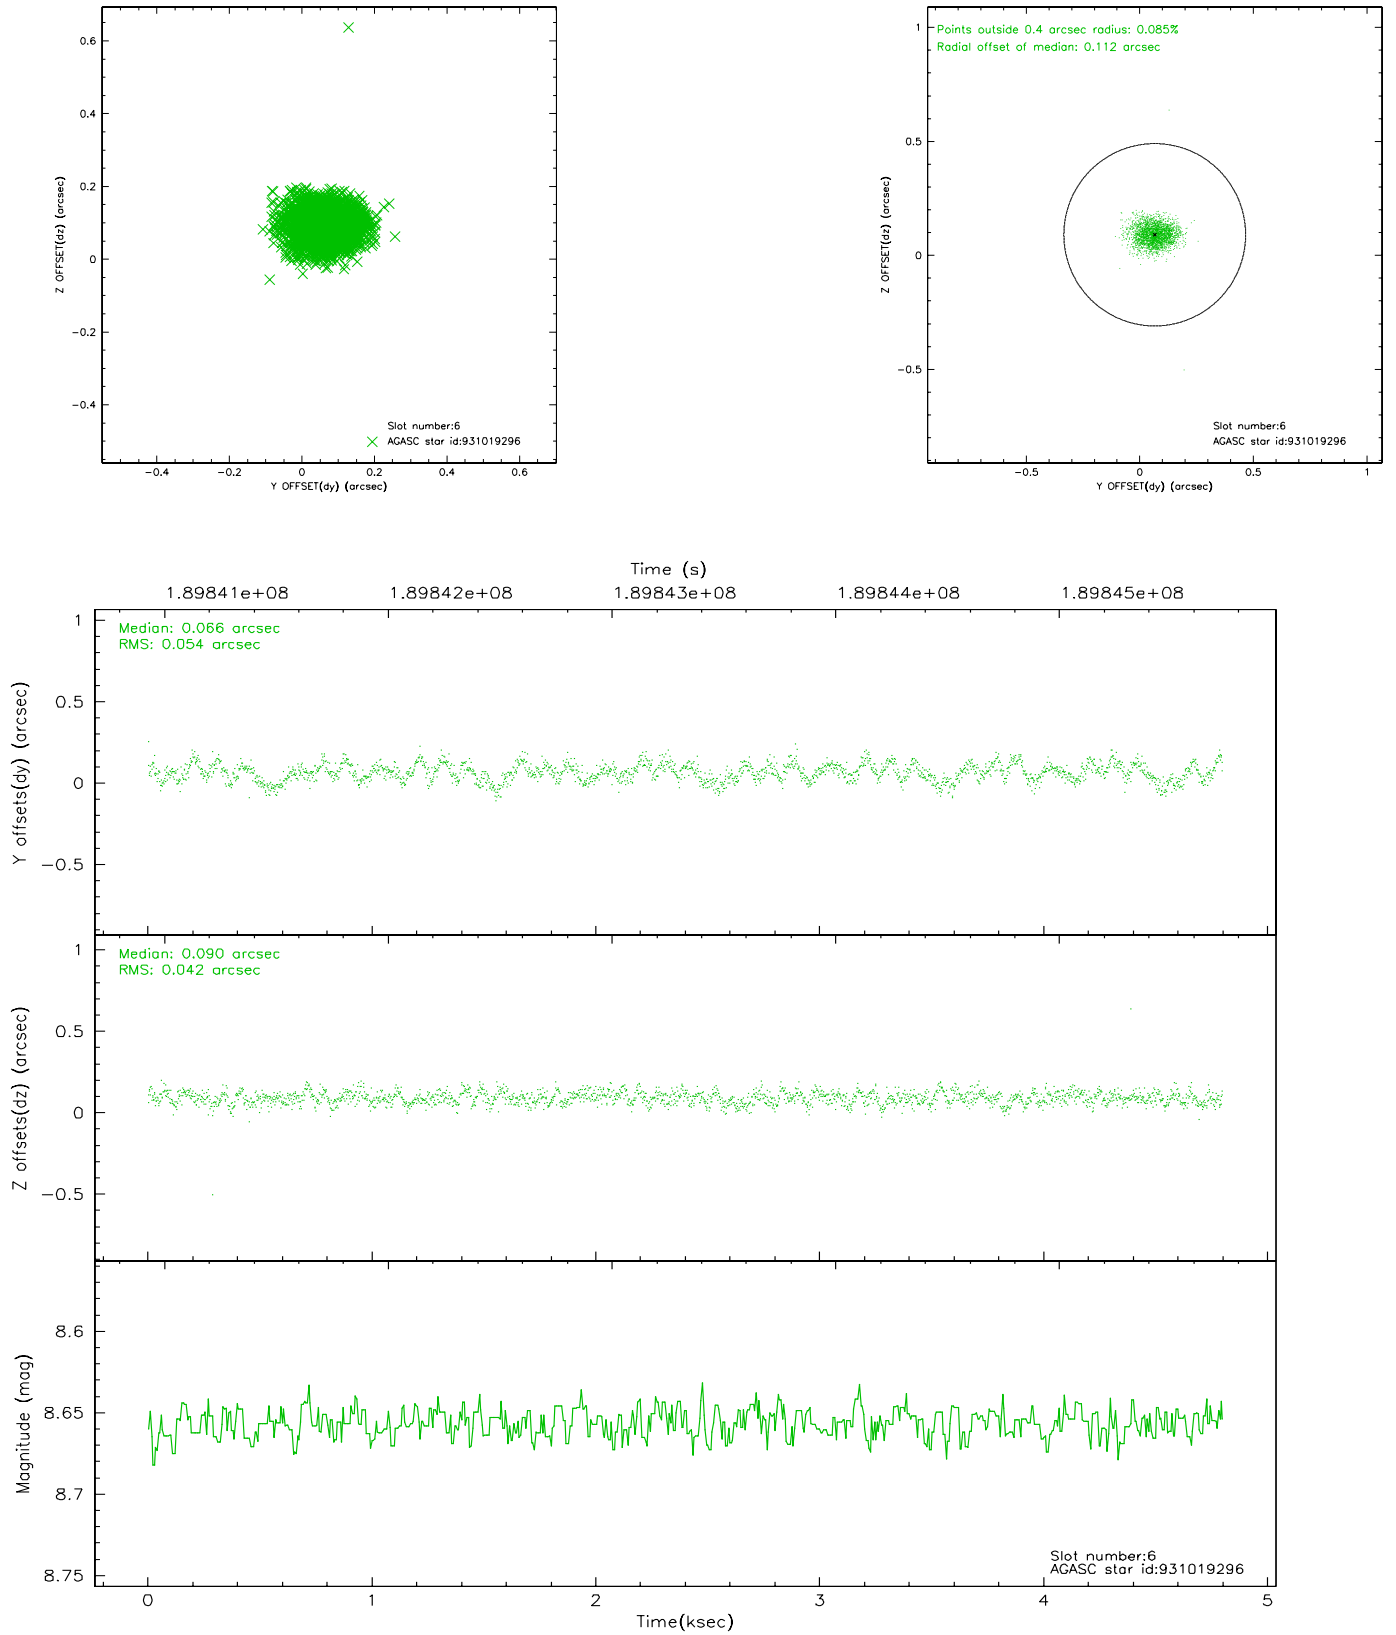 0.6
0.4
0.2
0
−0.2
−0.4
Z OFFSET(dz) (arcsec)
Slot number:6
AGASC star id:931019296
−0.4 −0.2 0 0.2 0.4 0.6
Y OFFSET(dy) (arcsec)
Points outside 0.4 arcsec radius: 0.085%
Radial offset of median: 0.112 arcsec
1
0.5
0
−0.5
Z OFFSET(dz) (arcsec)
Slot number:6
AGASC star id:931019296
−0.5 0 0.5 1
Y OFFSET(dy) (arcsec)
Time (s)
1.89841e+08 1.89842e+08 1.89843e+08 1.89844e+08 1.89845e+08
Median: 0.066 arcsec
RMS: 0.054 arcsec
1
0.5
0
−0.5
Y offsets(dy) (arcsec)
Median: 0.090 arcsec
RMS: 0.042 arcsec
1
0.5
0
−0.5
Z offsets(dz) (arcsec)
8.6
8.65
8.7
8.75
Magnitude (mag)
Slot number:6
AGASC star id:931019296
0 1 2 3 4 5
Time(ksec)